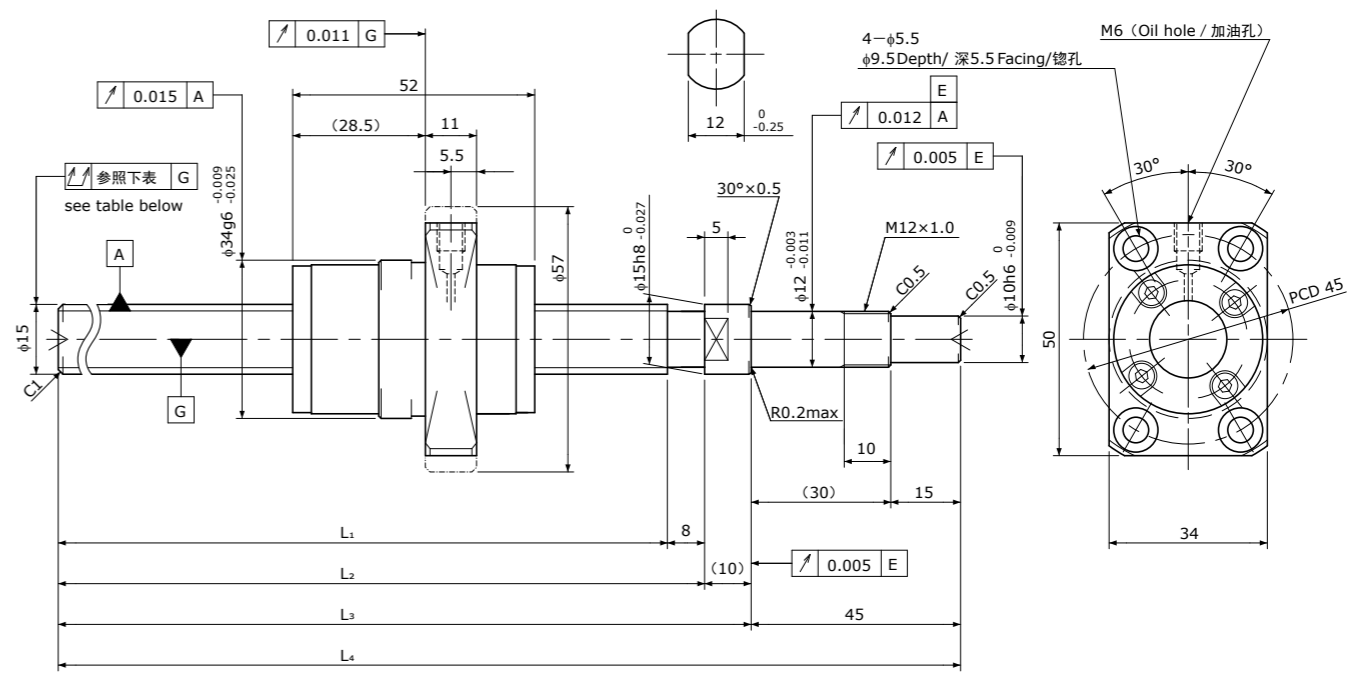 0.011 G
4－ϕ5.5
M6（Oil hole / 加油孔）
ϕ9.5Depth/ 深5.5Facing/锪孔
52
E
0.015 A
12 0 -0.25
0.012 A
（28.5）
11
0.005 E
5.5
30°
30°
参照下表 G
see table below
ϕ34g6 -0.009 -0.025
30°×0.5
ϕ15h8 0 -0.027
5
M12×1.0
ϕ12 -0.003 -0.011
ϕ10h6 0 -0.009
A
ϕ57
C0.5
C0.5
PCD 45
ϕ15
50
C1
G
R0.2max
10
（30）
15
L₁
8
34
0.005 E
L₂
（10）
L₃
45
L₄